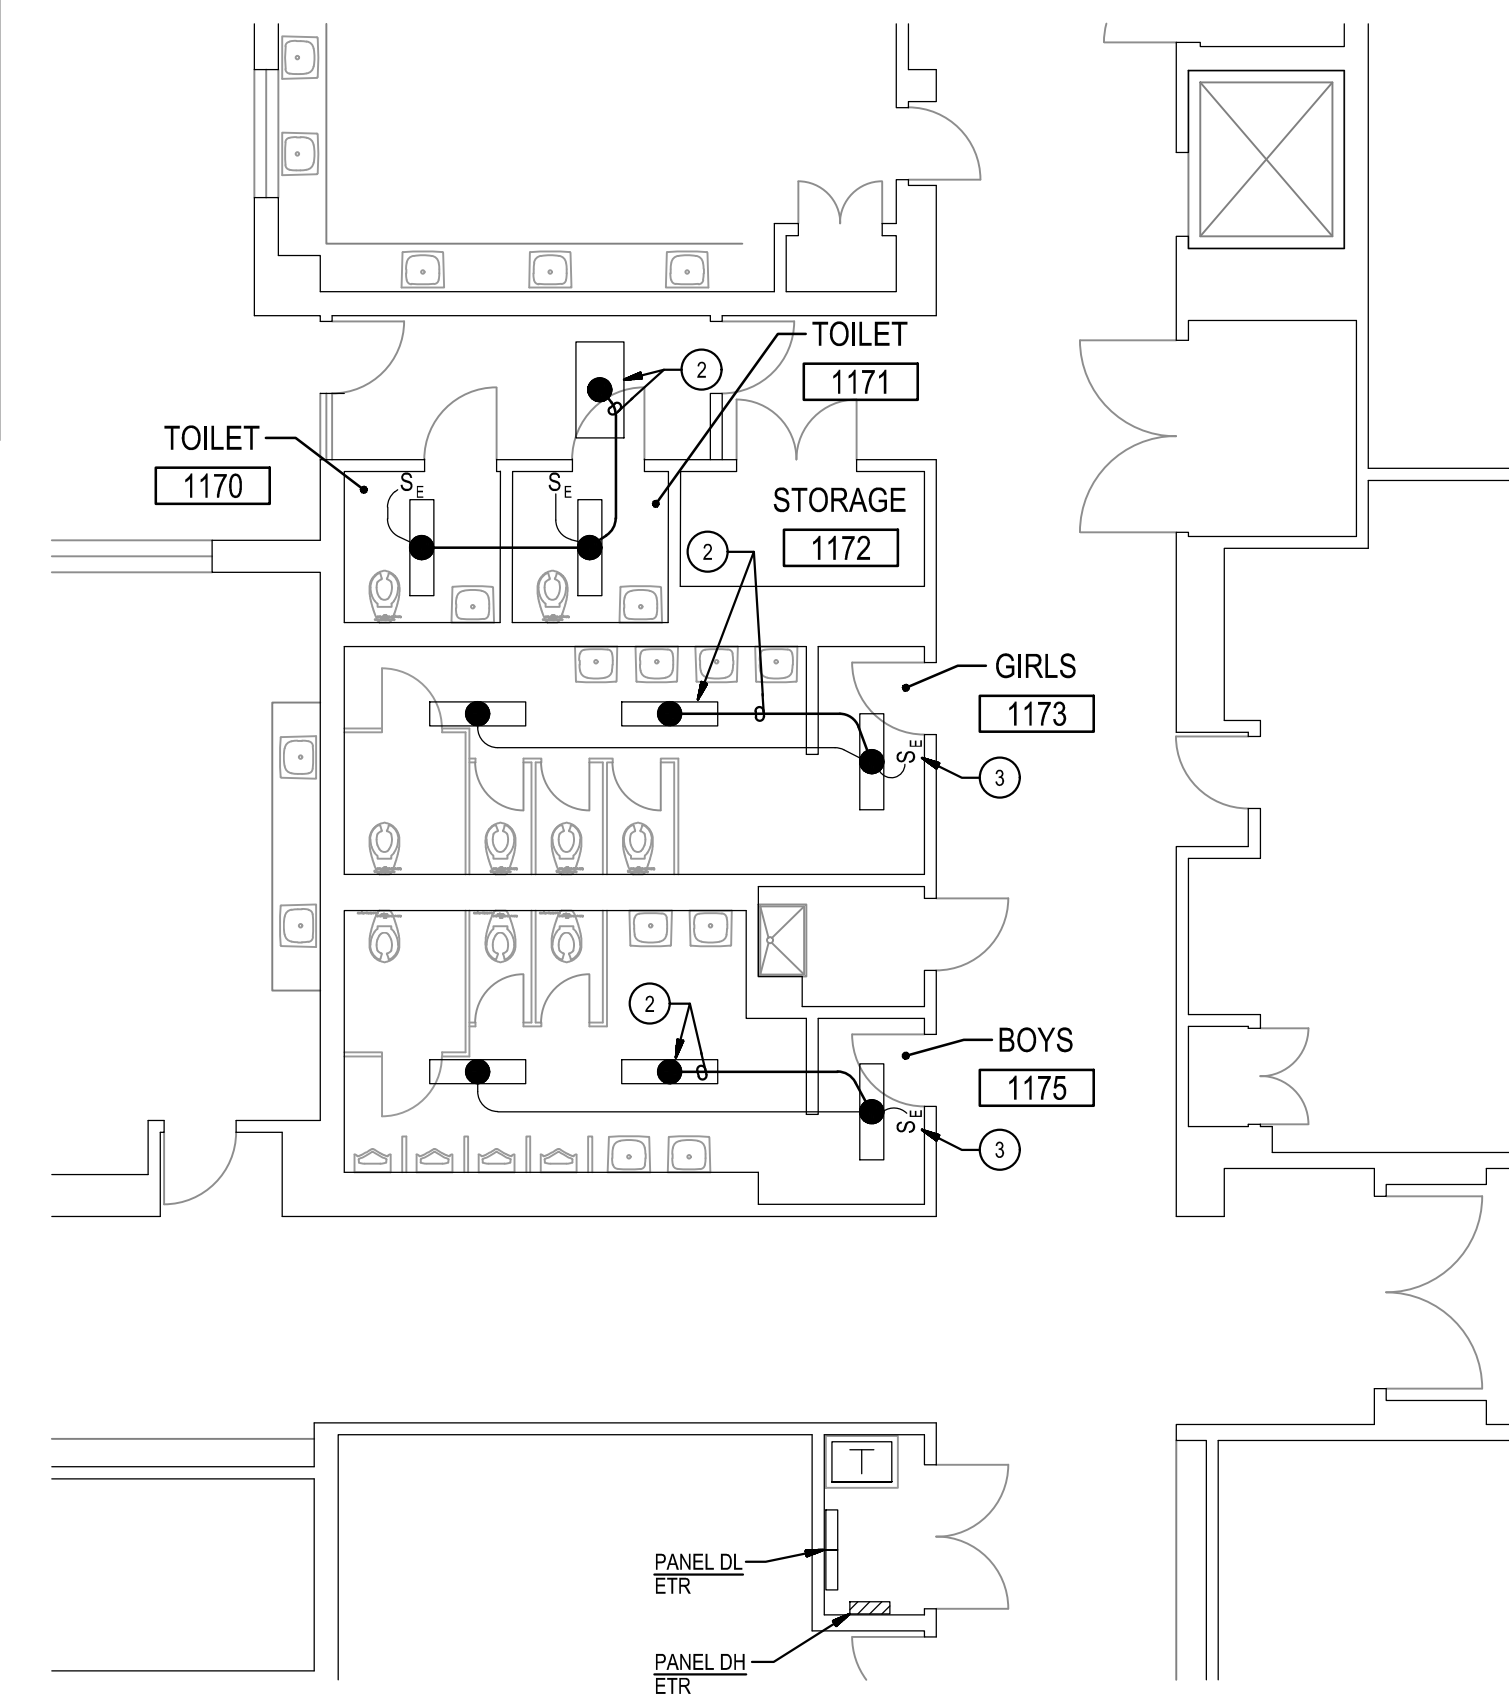 TOILET
1171
2
TOILET
1170
S E
S E
STORAGE
1172
2
GIRLS
1173
S E
3
2
BOYS
1175
S E
3
T
PANEL DL
ETR
PANEL DH
ETR